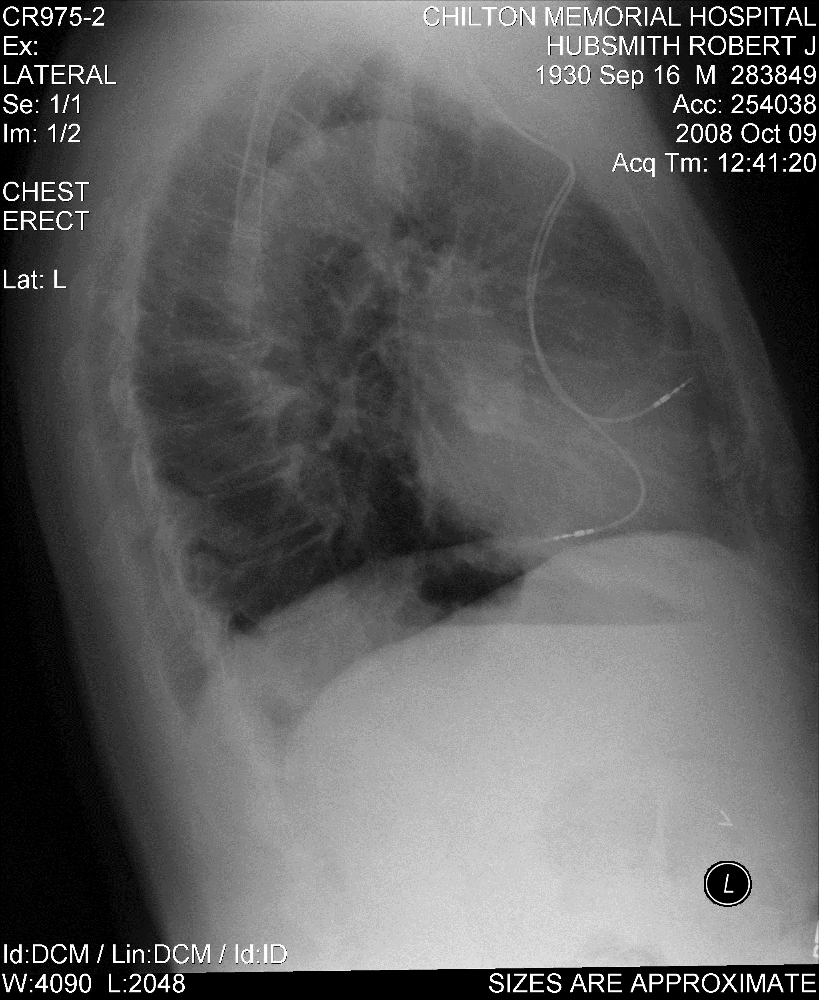 CR975-2
Ex:
LATERAL
Se: 1/1
Im: 1/2
CHEST
ERECT
Lat: L
CHILTON MEMORIAL HOSPITAL
HUBSMITH ROBERT J
1930 Sep 16 M 283849
Acc: 254038
2008 Oct 09
Acq Tm: 12:41:20
L
Id:DCM / Lin:DCM / Id:ID
W:4090 L:2048
SIZES ARE APPROXIMATE